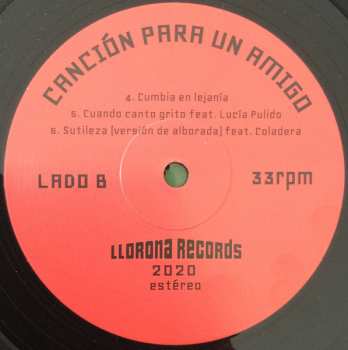 CANCIÓN PARA UN AMIGO
4. Cumbia en lejanía
5. Cuando canto grito feat. Lucía Pulido
6. Sutileza [versión de alborada] feat. Coladera
LADO B
33rpm
LLORONA RECORDS
2020
estéreo